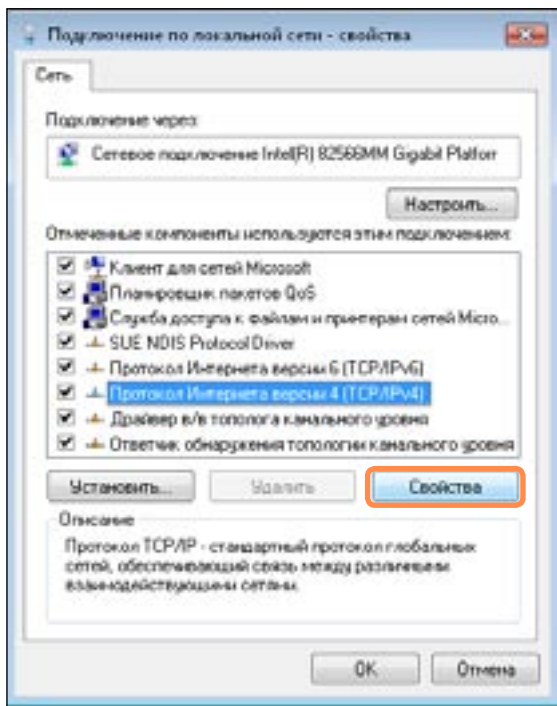 Подключение по локальной сети - свойства
Сеть
Подключение через:
Сетевое подключение Intel(R) 82566MM Gigabit Platforr
Настроить...
Отмеченные компоненты используются этим подключением:
Клиент для сетей Microsoft
Планировщик пакетов QoS
Служба доступа к файлам и принтерам сетей Micro...
SUE NDIS Protocol Driver
Протокол Интернета версии 6 (TCP/IPv6)
Протокол Интернета версии 4 (TCP/IPv4)
Драйвер в/в тополога канального уровня
Ответчик обнаружения топологии канального уровня
Установить...
Удалить
Свойства
Описание
Протокол TCP/IP - стандартный протокол глобальных
сетей, обеспечивающий связь между различными
взаимодействующими сетями.
OK
Отмена